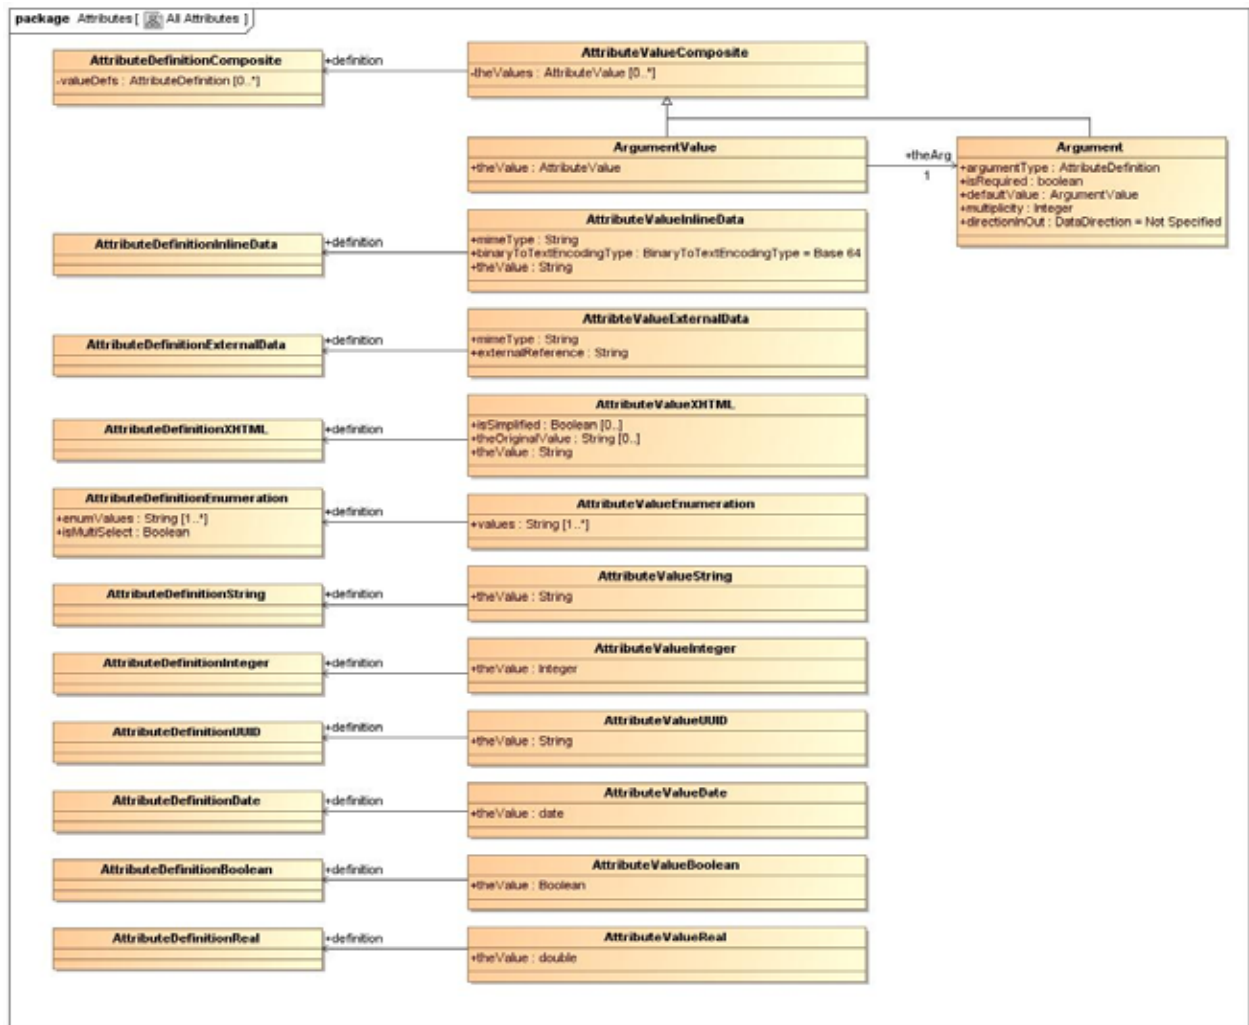 package Attributes [ All Attributes ]
AttributeDefinitionComposite
-valueDefs : AttributeDefinition [0..*]
+definition
AttributeValueComposite
-theValues : AttributeValue [0..*]
ArgumentValue
+theValue : AttributeValue
+theArg
1
Argument
+argumentType : AttributeDefinition
+isRequired : boolean
+defaultValue : ArgumentValue
+multiplicity : Integer
+directionInOut : DataDirection = Not Specified
AttributeDefinitionInlineData
+definition
AttributeValueInlineData
+mimeType : String
+binaryToTextEncodingType : BinaryToTextEncodingType = Base 64
+theValue : String
AttributeDefinitionExternalData
+definition
AttribteValueExternalData
+mimeType : String
+externalReference : String
AttributeDefinitionXHTML
+definition
AttributeValueXHTML
+isSimplified : Boolean [0..]
+theOriginalValue : String [0..]
+theValue : String
AttributeDefinitionEnumeration
+enumValues : String [1..*]
+isMultiSelect : Boolean
+definition
AttributeValueEnumeration
+values : String [1..*]
AttributeDefinitionString
+definition
AttributeValueString
+theValue : String
AttributeDefinitionInteger
+definition
AttributeValueInteger
+theValue : Integer
AttributeDefinitionUUID
+definition
AttributeValueUUID
+theValue : String
AttributeDefinitionDate
+definition
AttributeValueDate
+theValue : date
AttributeDefinitionBoolean
+definition
AttributeValueBoolean
+theValue : Boolean
AttributeDefinitionReal
+definition
AttributeValueReal
+theValue : double